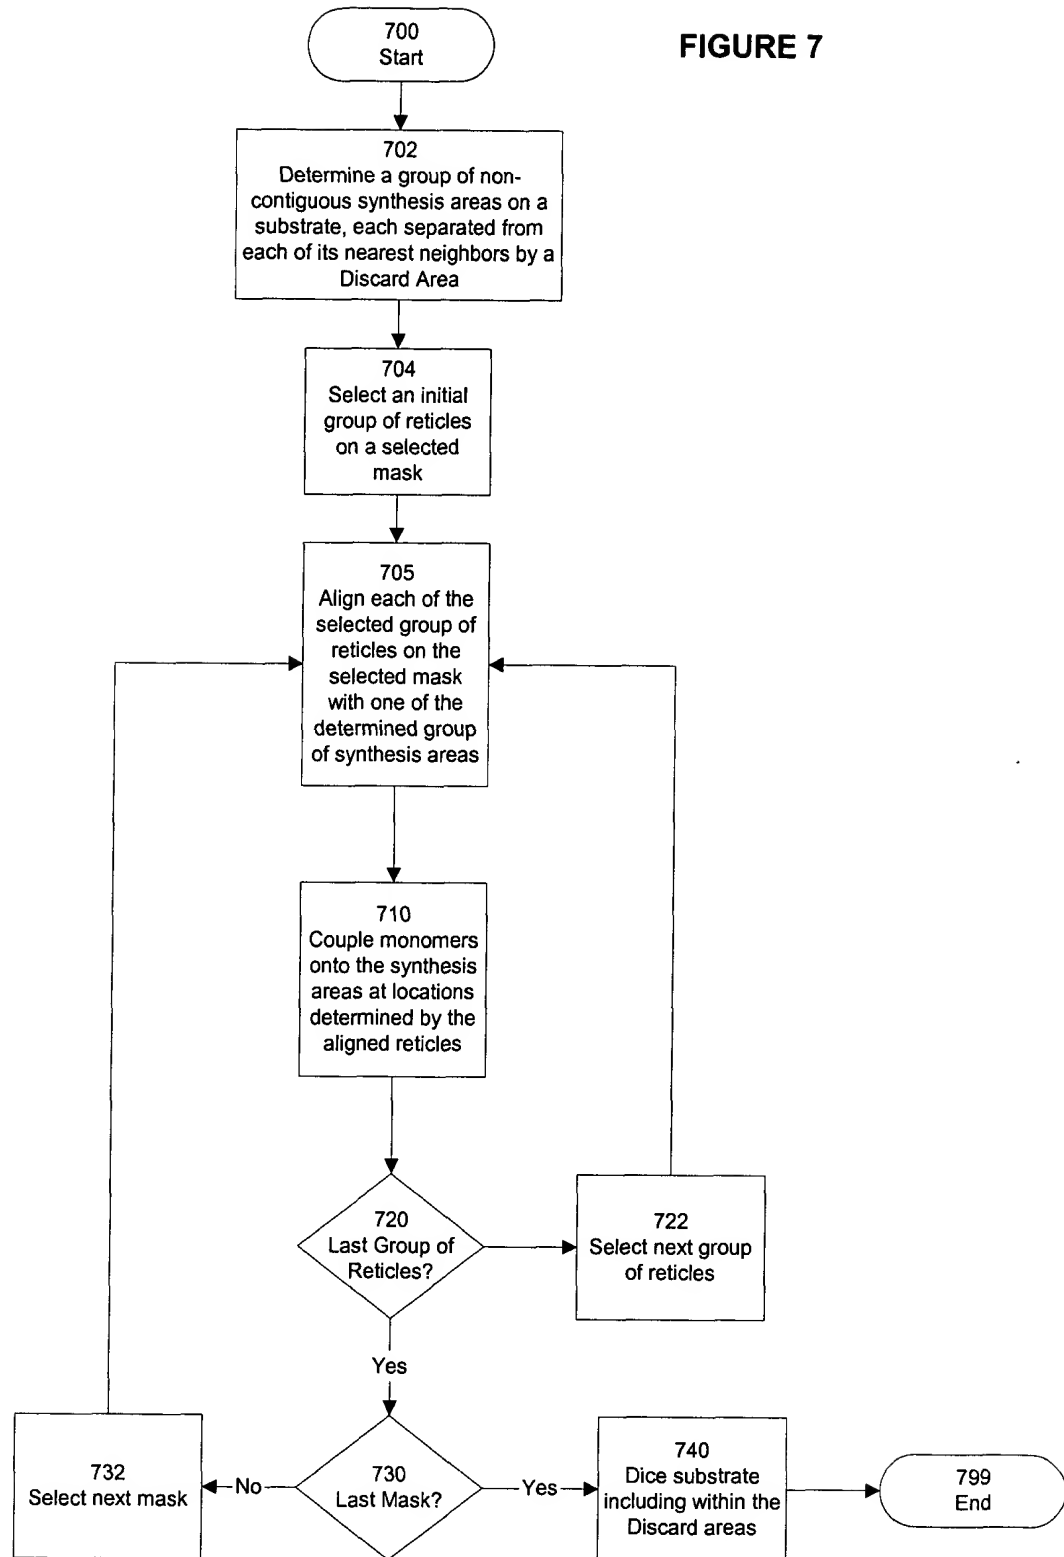 FIGURE 7
700
Start
702
Determine a group of non-
contiguous synthesis areas on a
substrate, each separated from
each of its nearest neighbors by a
Discard Area
704
Select an initial
group of reticles
on a selected
mask
705
Align each of the
selected group of
reticles on the
selected mask
with one of the
determined group
of synthesis areas
710
Couple monomers
onto the synthesis
areas at locations
determined by the
aligned reticles
720
Last Group of
Reticles?
722
Select next group
of reticles
Yes
732
Select next mask
No
730
Last Mask?
Yes
740
Dice substrate
including within the
Discard areas
799
End